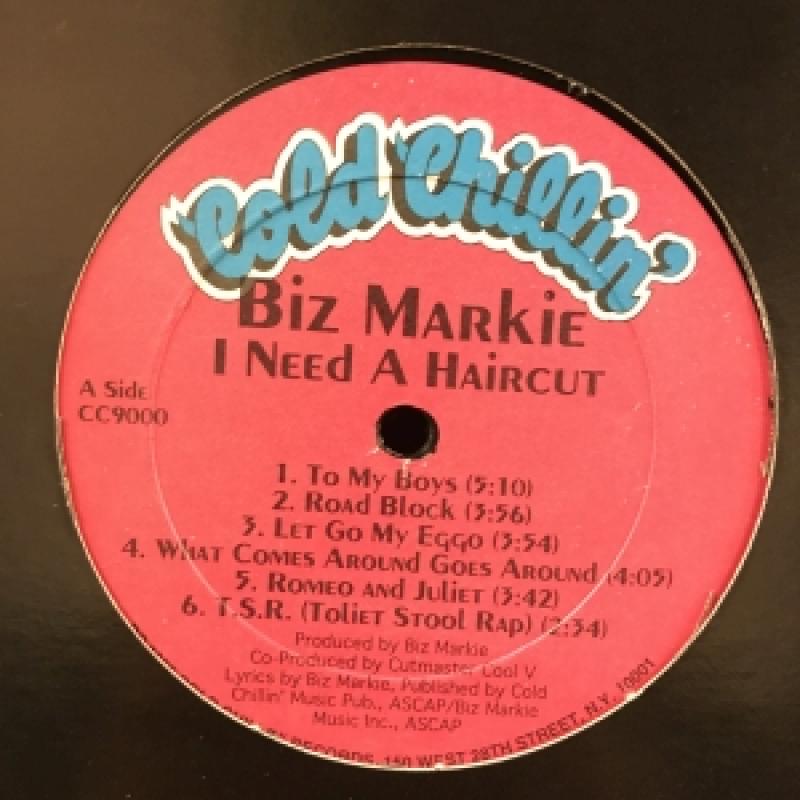 Cold Chillin'
Biz Markie
I Need A Haircut
A Side
CC9000
1. To My Boys (5:10)
2. Road Block (3:56)
3. Let Go My Eggo (3:54)
4. What Comes Around Goes Around (4:05)
5. Romeo and Juliet (3:42)
6. T.S.R. (Toliet Stool Rap) (2:34)
Produced by Biz Markie
Co-Produced by Cutmaster Cool V
Lyrics by Biz Markie, Published by Cold
Chillin' Music Pub., ASCAP/Biz Markie
Music Inc., ASCAP
RECORDS, 150 WEST 28TH STREET, N.Y. 10001